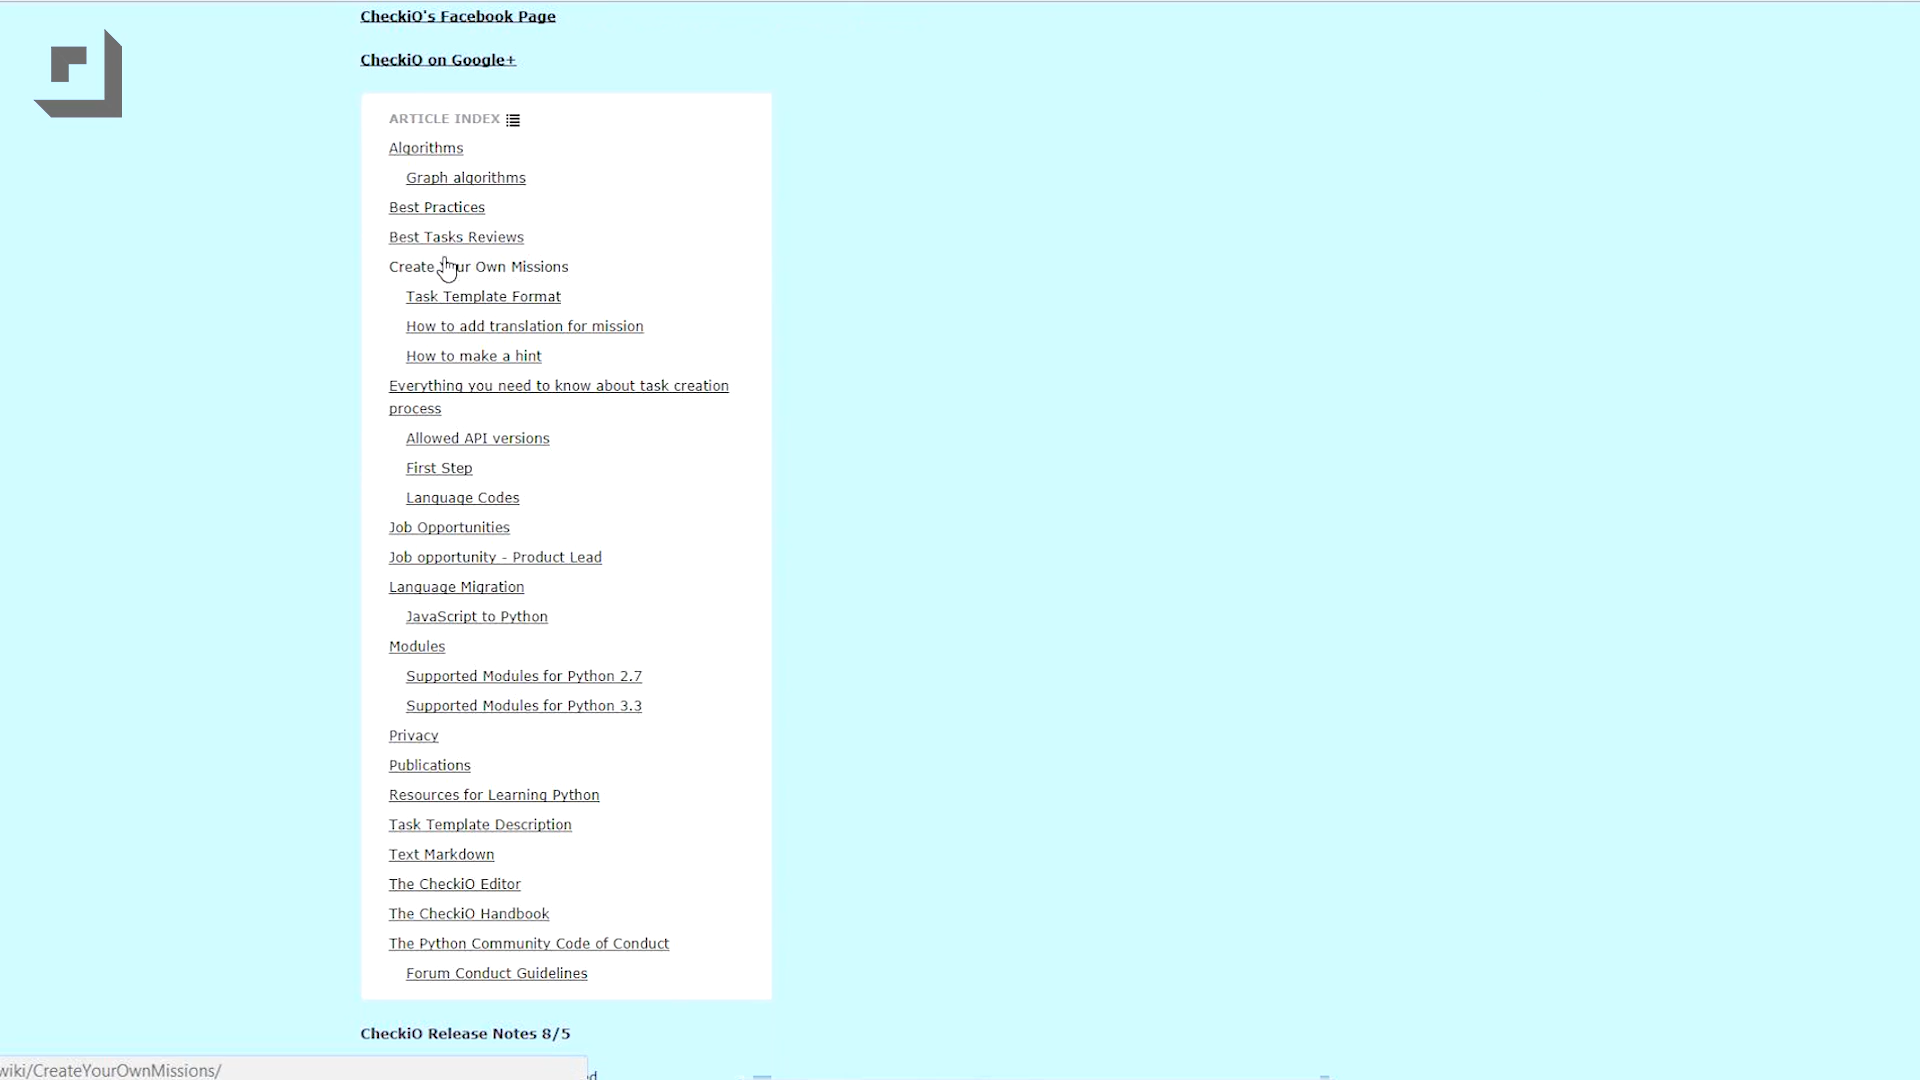 CheckiO's Facebook Page
CheckiO on Google+
ARTICLE INDEX
Algorithms
Graph algorithms
Best Practices
Best Tasks Reviews
Create Your Own Missions
Task Template Format
How to add translation for mission
How to make a hint
Everything you need to know about task creation
process
Allowed API versions
First Step
Language Codes
Job Opportunities
Job opportunity - Product Lead
Language Migration
JavaScript to Python
Modules
Supported Modules for Python 2.7
Supported Modules for Python 3.3
Privacy
Publications
Resources for Learning Python
Task Template Description
Text Markdown
The CheckiO Editor
The CheckiO Handbook
The Python Community Code of Conduct
Forum Conduct Guidelines
CheckiO Release Notes 8/5
wiki/CreateYourOwnMissions/